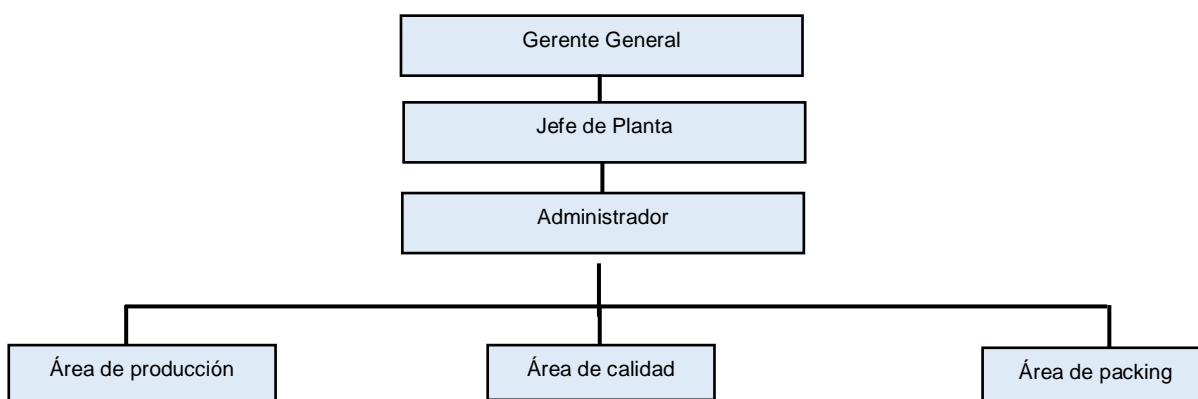 Gerente General
Jefe de Planta
Administrador
Área de producción
Área de calidad
Área de packing